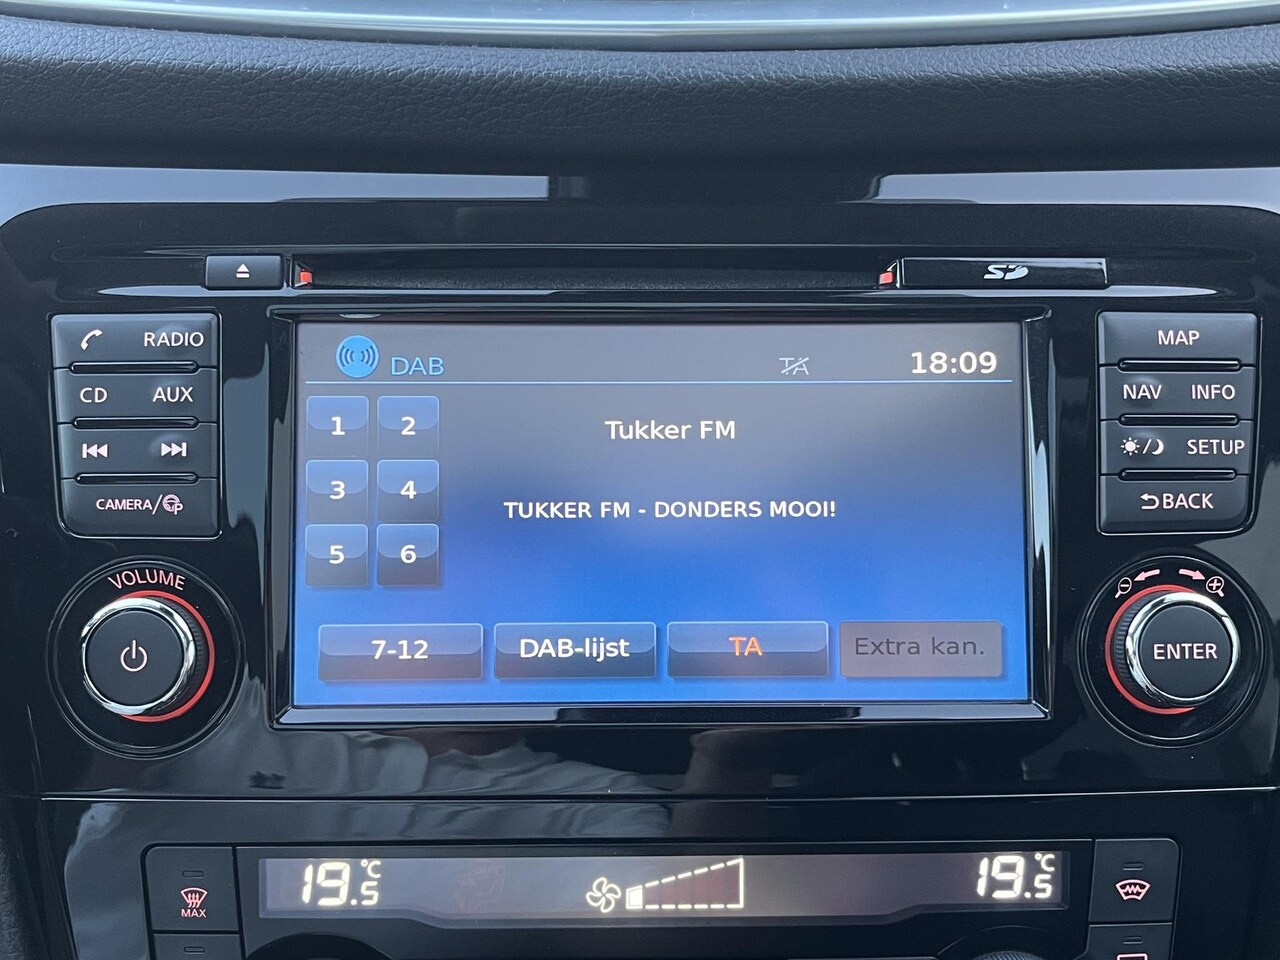 SD
RADIO
CD AUX
CAMERA/
VOLUME
MAP
NAV INFO
SETUP
BACK
ENTER
DAB TA 18:09
1 2
3 4
5 6
Tukker FM
TUKKER FM - DONDERS MOOI!
7-12 DAB-lijst TA Extra kan.
19.5°C 19.5°C
MAX